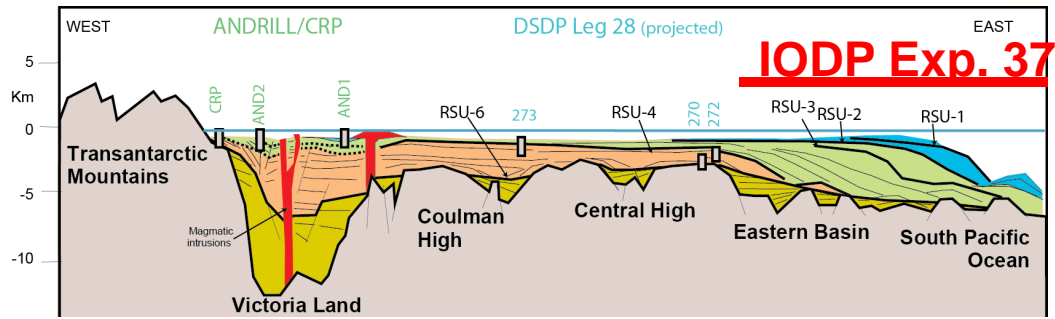 WEST
ANDRILL/CRP
DSDP Leg 28 (projected)
EAST
IODP Exp. 37
5
Km
0
-5
-10
CRP
AND2
AND1
RSU-6
273
RSU-4
270
272
RSU-3
RSU-2
RSU-1
Transantarctic
Mountains
Magmatic
intrusions
Coulman
High
Central High
Eastern Basin
South Pacific
Ocean
Victoria Land